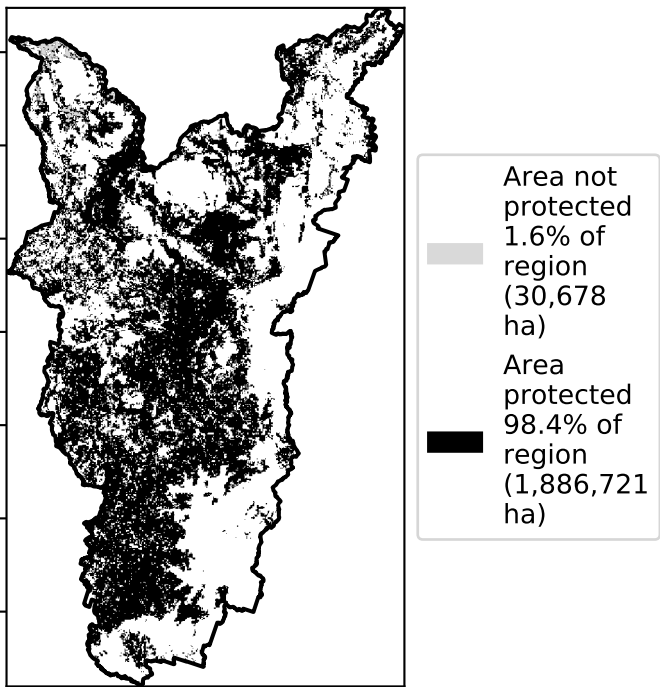 Area not
protected
1.6% of
region
(30,678
ha)
Area
protected
98.4% of
region
(1,886,721
ha)